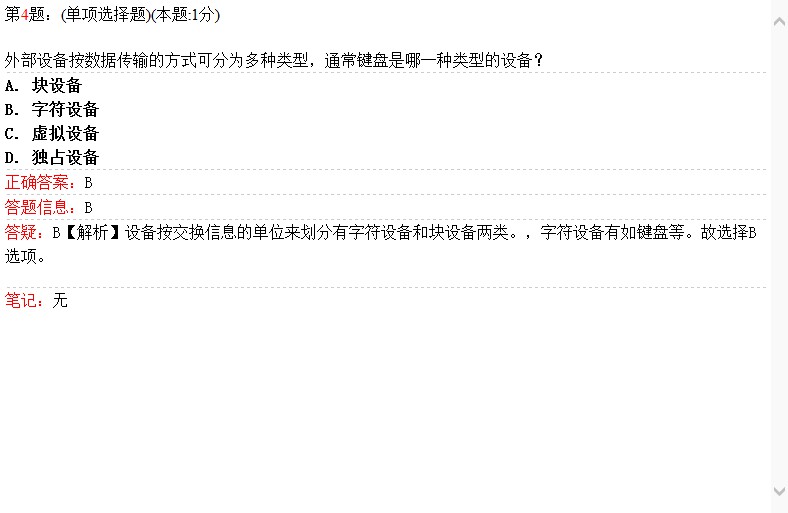 第4题：(单项选择题)(本题:1分)
外部设备按数据传输的方式可分为多种类型，通常键盘是哪一种类型的设备？
A. 块设备
B. 字符设备
C. 虚拟设备
D. 独占设备
正确答案：B
答题信息：B
答疑：B【解析】设备按交换信息的单位来划分有字符设备和块设备两类。，字符设备有如键盘等。故选择B
选项。
笔记：无